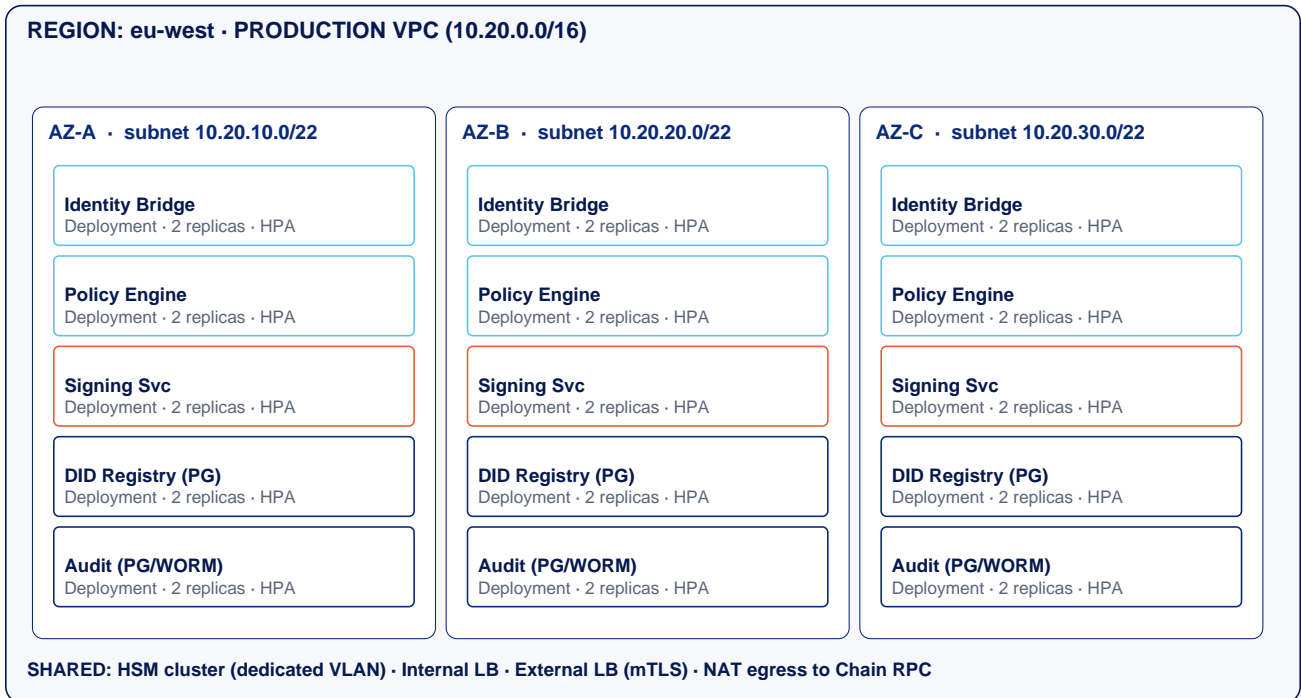 REGION: eu-west · PRODUCTION VPC (10.20.0.0/16)
AZ-A · subnet 10.20.10.0/22
Identity Bridge
Deployment · 2 replicas · HPA
Policy Engine
Deployment · 2 replicas · HPA
Signing Svc
Deployment · 2 replicas · HPA
DID Registry (PG)
Deployment · 2 replicas · HPA
Audit (PG/WORM)
Deployment · 2 replicas · HPA
AZ-B · subnet 10.20.20.0/22
Identity Bridge
Deployment · 2 replicas · HPA
Policy Engine
Deployment · 2 replicas · HPA
Signing Svc
Deployment · 2 replicas · HPA
DID Registry (PG)
Deployment · 2 replicas · HPA
Audit (PG/WORM)
Deployment · 2 replicas · HPA
AZ-C · subnet 10.20.30.0/22
Identity Bridge
Deployment · 2 replicas · HPA
Policy Engine
Deployment · 2 replicas · HPA
Signing Svc
Deployment · 2 replicas · HPA
DID Registry (PG)
Deployment · 2 replicas · HPA
Audit (PG/WORM)
Deployment · 2 replicas · HPA
SHARED: HSM cluster (dedicated VLAN) · Internal LB · External LB (mTLS) · NAT egress to Chain RPC